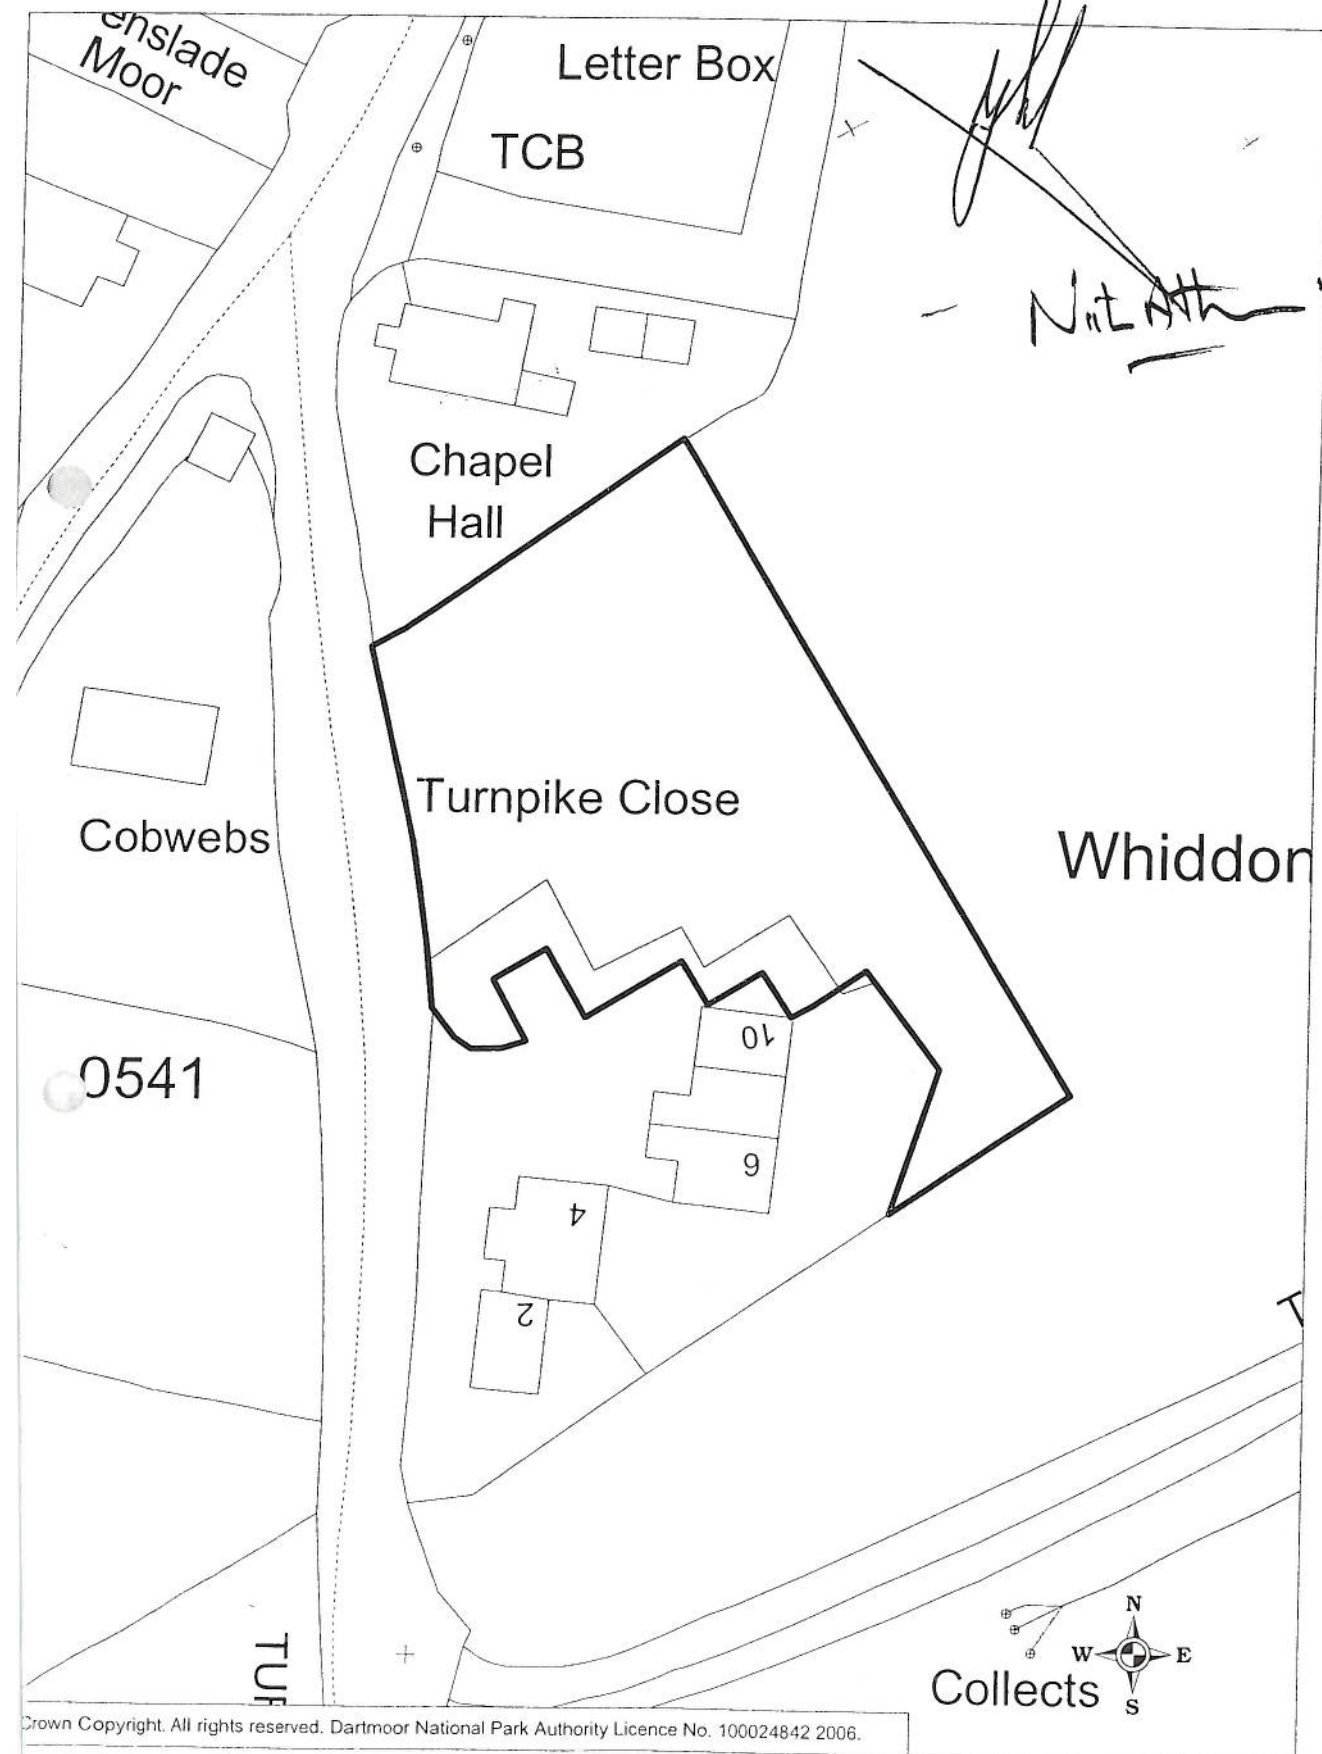 enslade
Moor
Letter Box
TCB
Chapel
Hall
Turnpike Close
Cobwebs
Whiddon
0541
10
6
4
2
TUR
Collects
N
W E
S
Crown Copyright. All rights reserved. Dartmoor National Park Authority Licence No. 100024842 2006.